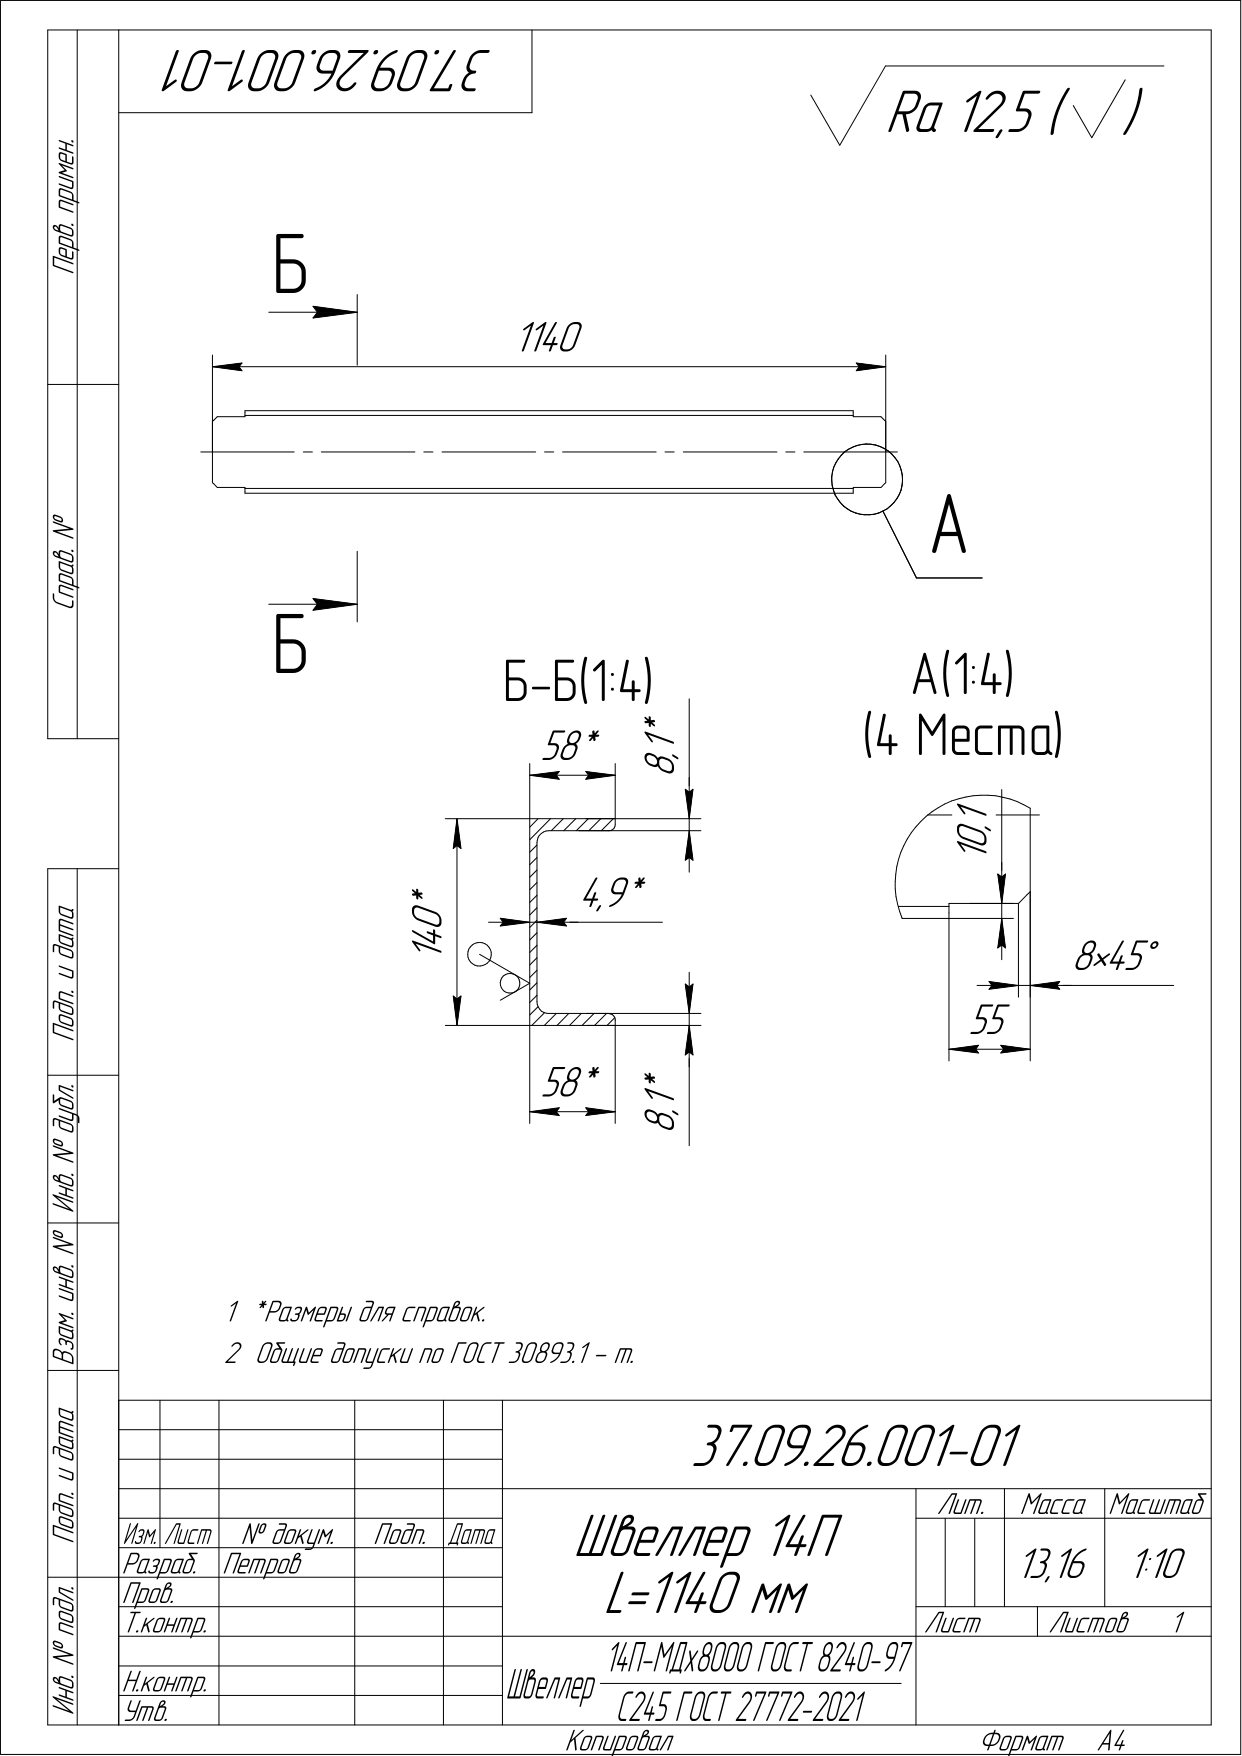 37.09.26.001-01
Ra 12,5 (√)
Перв. примен.
Справ. №
Подп. и дата
Инв. № дубл.
Взам. инв. №
Подп. и дата
Инв. № подл.
Б
1140
А
Б
Б-Б(1:4)
А(1:4)
(4 Места)
58*
8,1*
140*
4,9*
58*
8,1*
10,1
8×45°
55
1 *Размеры для справок.
2 Общие допуски по ГОСТ 30893.1 - m.
37.09.26.001-01
Изм. Лист № докум. Подп. Дата
Разраб. Петров
Пров.
Т.контр.
Н.контр.
Утв.
Швеллер 14П
L=1140 мм
Лит. Масса Масштаб
13,16 1:10
Лист Листов 1
Швеллер
14П-МДх8000 ГОСТ 8240-97
С245 ГОСТ 27772-2021
Копировал Формат А4